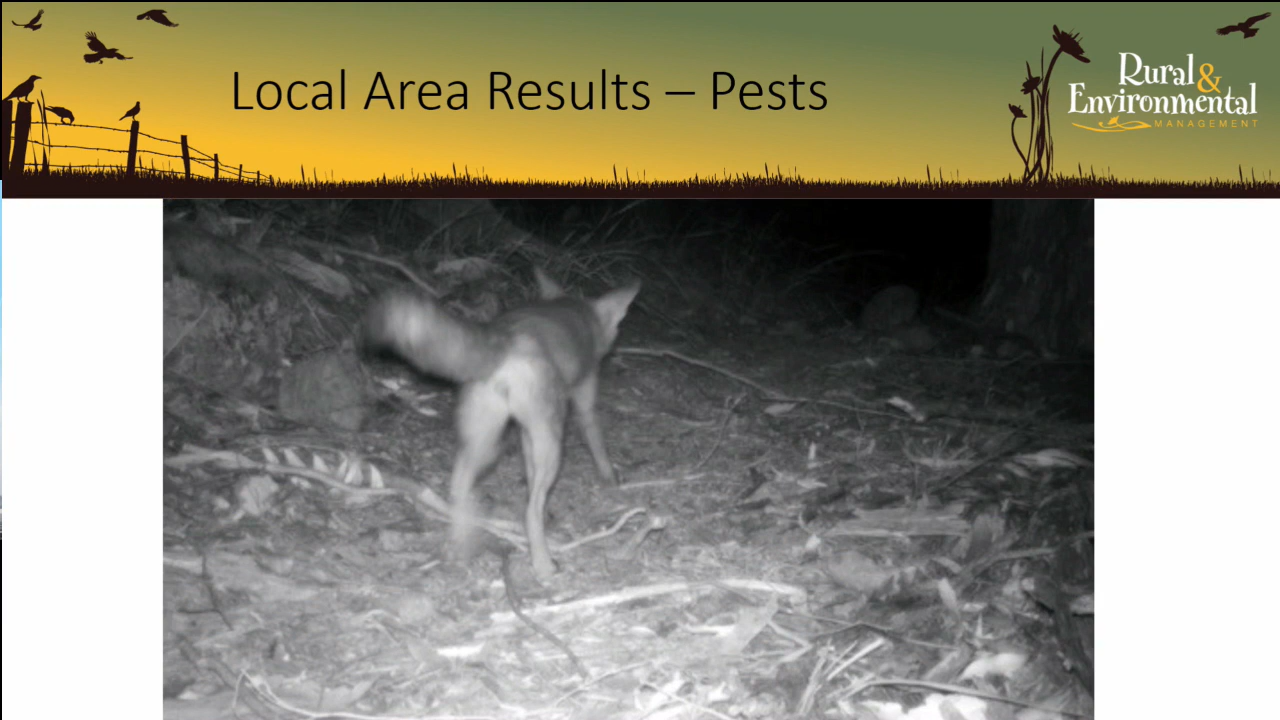 Local Area Results – Pests
Rural &
Environmental
MANAGEMENT